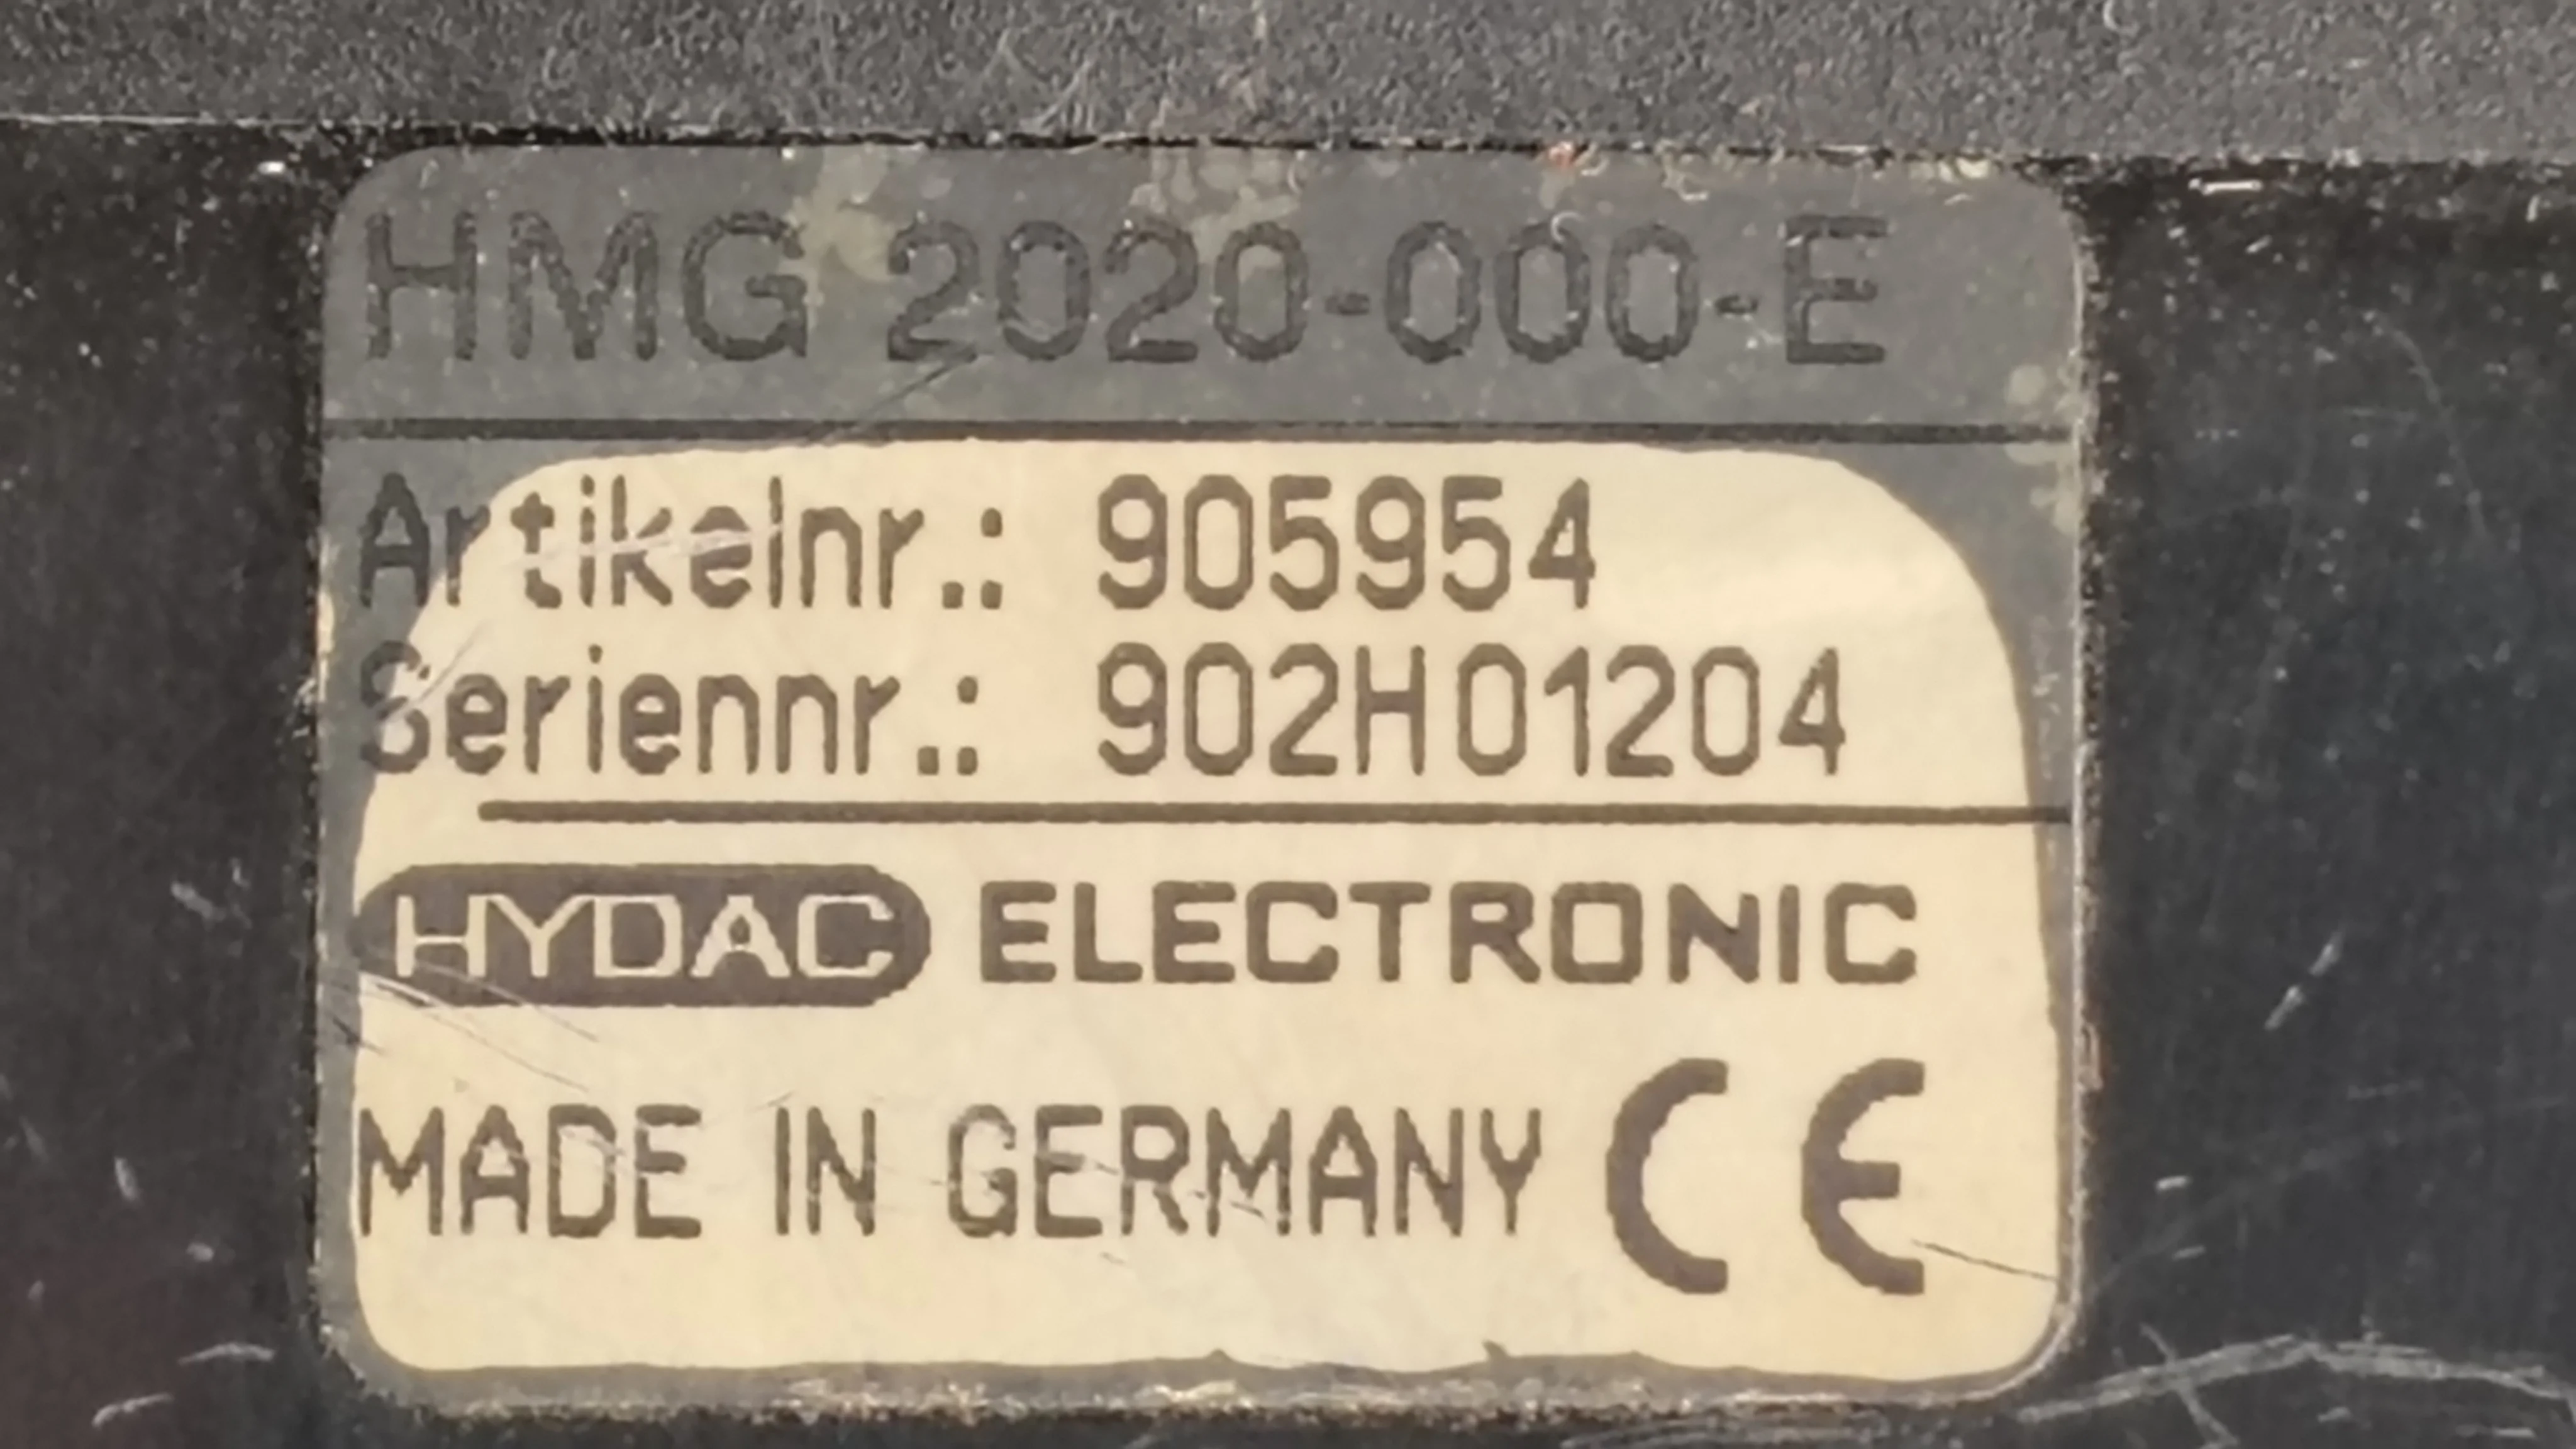 HMG 2020-000-E
Artikelnr.: 905954
Seriennr.: 902H01204
HYDAC ELECTRONIC
MADE IN GERMANY CE